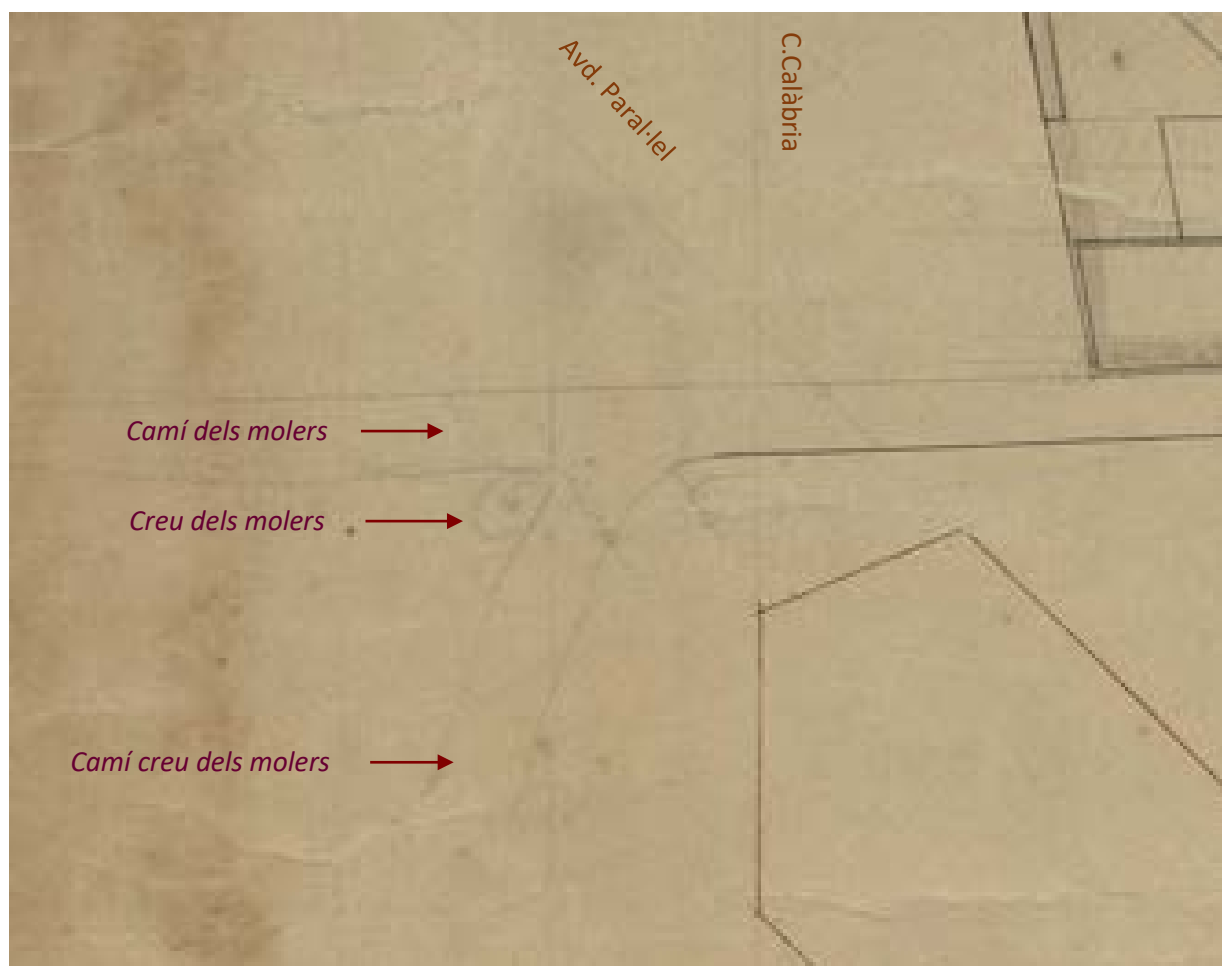 Avd. Paral·lel
C.Calàbria
Camí dels molers
Creu dels molers
Camí creu dels molers